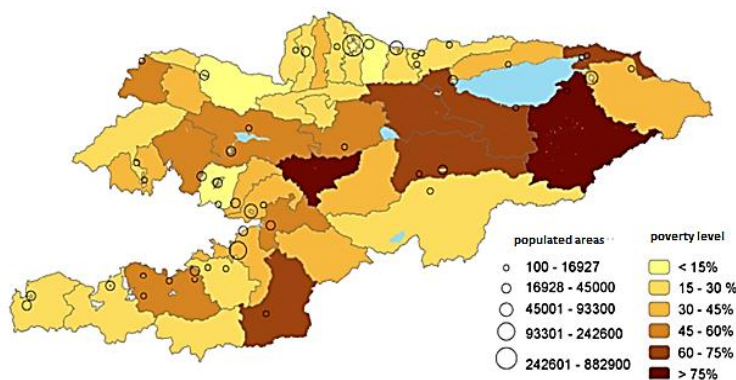 populated areas
100 - 16927
16928 - 45000
45001 - 93300
93301 - 242600
242601 - 882900
poverty level
< 15%
15 - 30 %
30 - 45%
45 - 60%
60 - 75%
> 75%